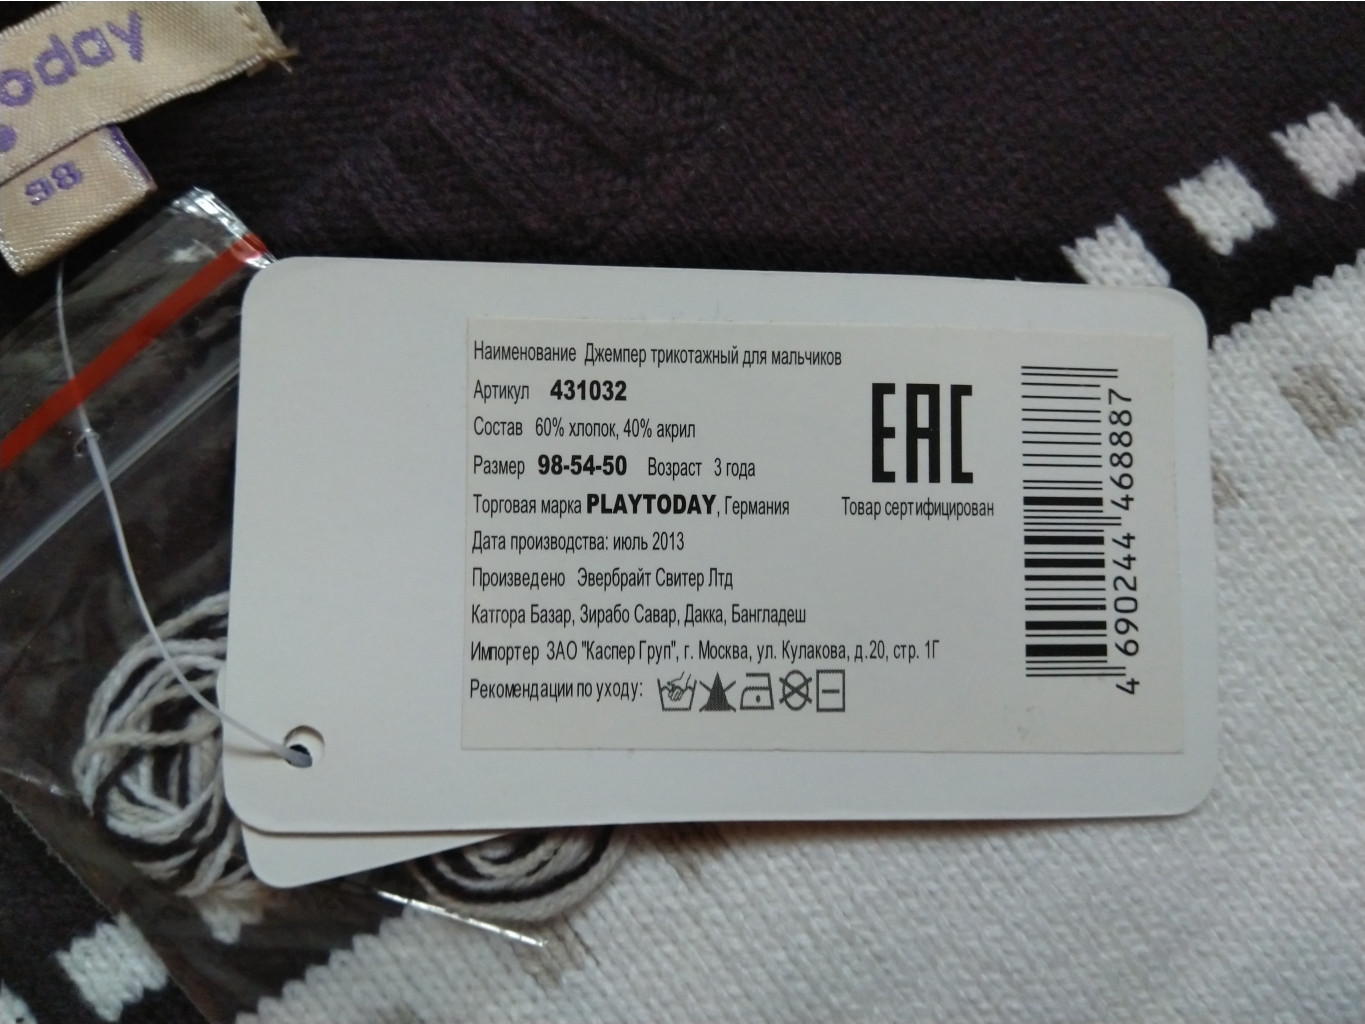 oday
98
Наименование Джемпер трикотажный для мальчиков
Артикул 431032
Состав 60% хлопок, 40% акрил
Размер 98-54-50 Возраст 3 года
Торговая марка PLAYTODAY, Германия
Дата производства: июль 2013
Произведено Эвербрайт Свитер Лтд
Катгора Базар, Зирабо Савар, Дакка, Бангладеш
Импортер ЗАО "Каспер Груп", г. Москва, ул. Кулакова, д.20, стр. 1Г
Рекомендации по уходу:
EAC
Товар сертифицирован
4 690244 468887